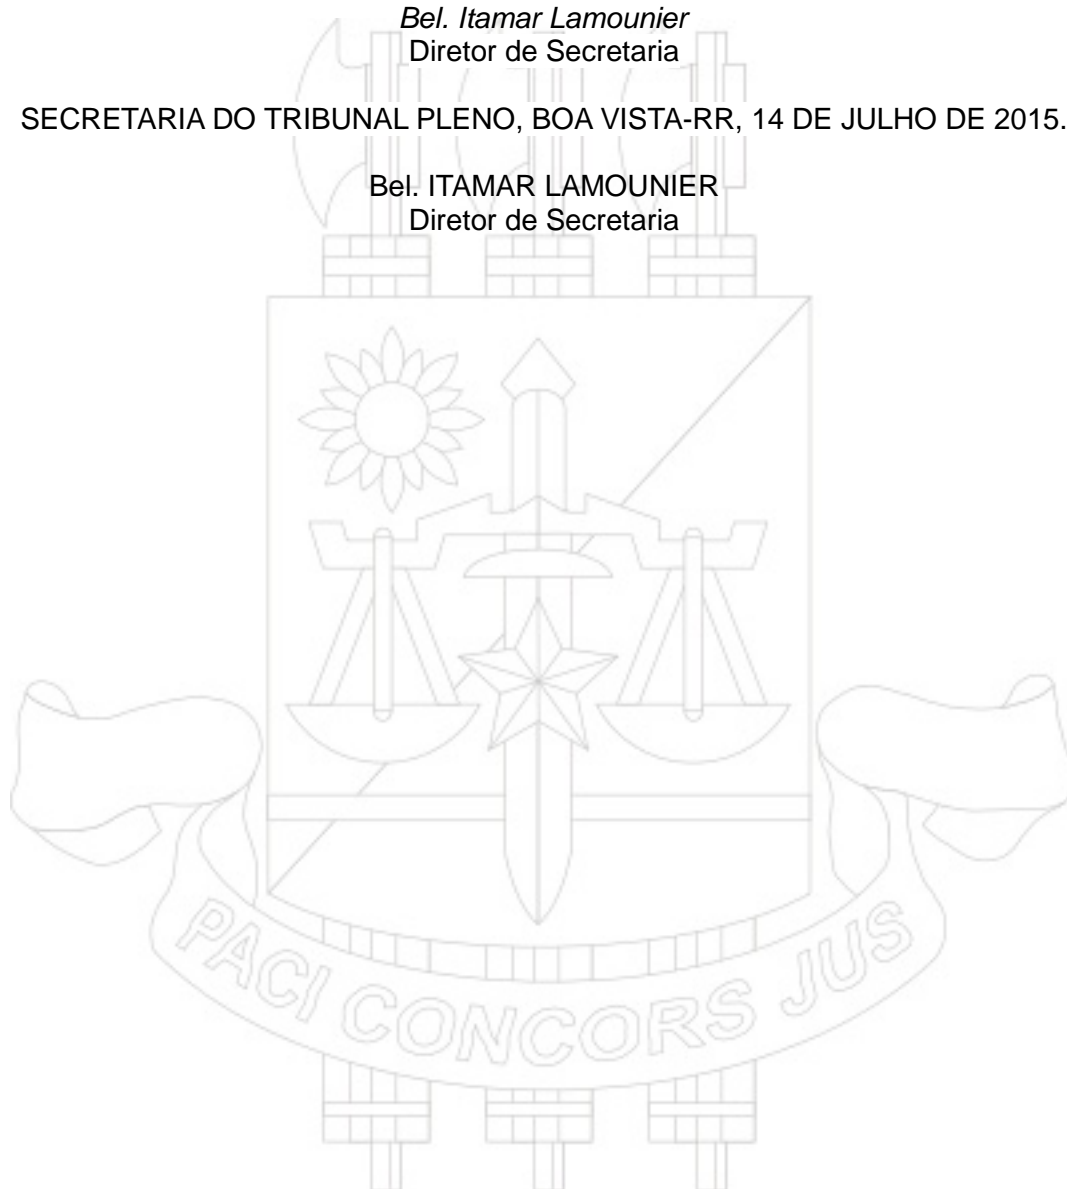 Bel. Itamar Lamounier
Diretor de Secretaria
SECRETARIA DO TRIBUNAL PLENO, BOA VISTA-RR, 14 DE JULHO DE 2015.
Bel. ITAMAR LAMOUNIER
Diretor de Secretaria
PACI CONCORS JUS